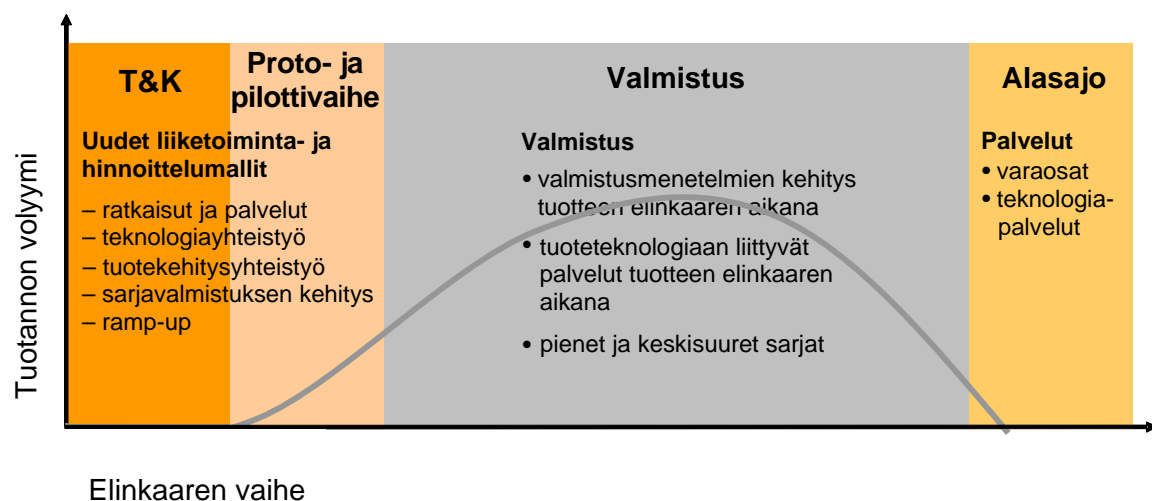 T&K
Proto- ja
pilottivaihe
Valmistus
Alasajo
Uudet liiketoiminta- ja
hinnoittelumallit
– ratkaisut ja palvelut
– teknologiayhteistyö
– tuotekehitysyhteistyö
– sarjavalmistuksen kehitys
– ramp-up
Valmistus
• valmistusmenetelmien kehitys
tuotteen elinkaaren aikana
• tuoteteknologiaan liittyvät
palvelut tuotteen elinkaaren
aikana
• pienet ja keskisuuret sarjat
Palvelut
• varaosat
• teknologia-
palvelut
Tuotannon volyymi
Elinkaaren vaihe